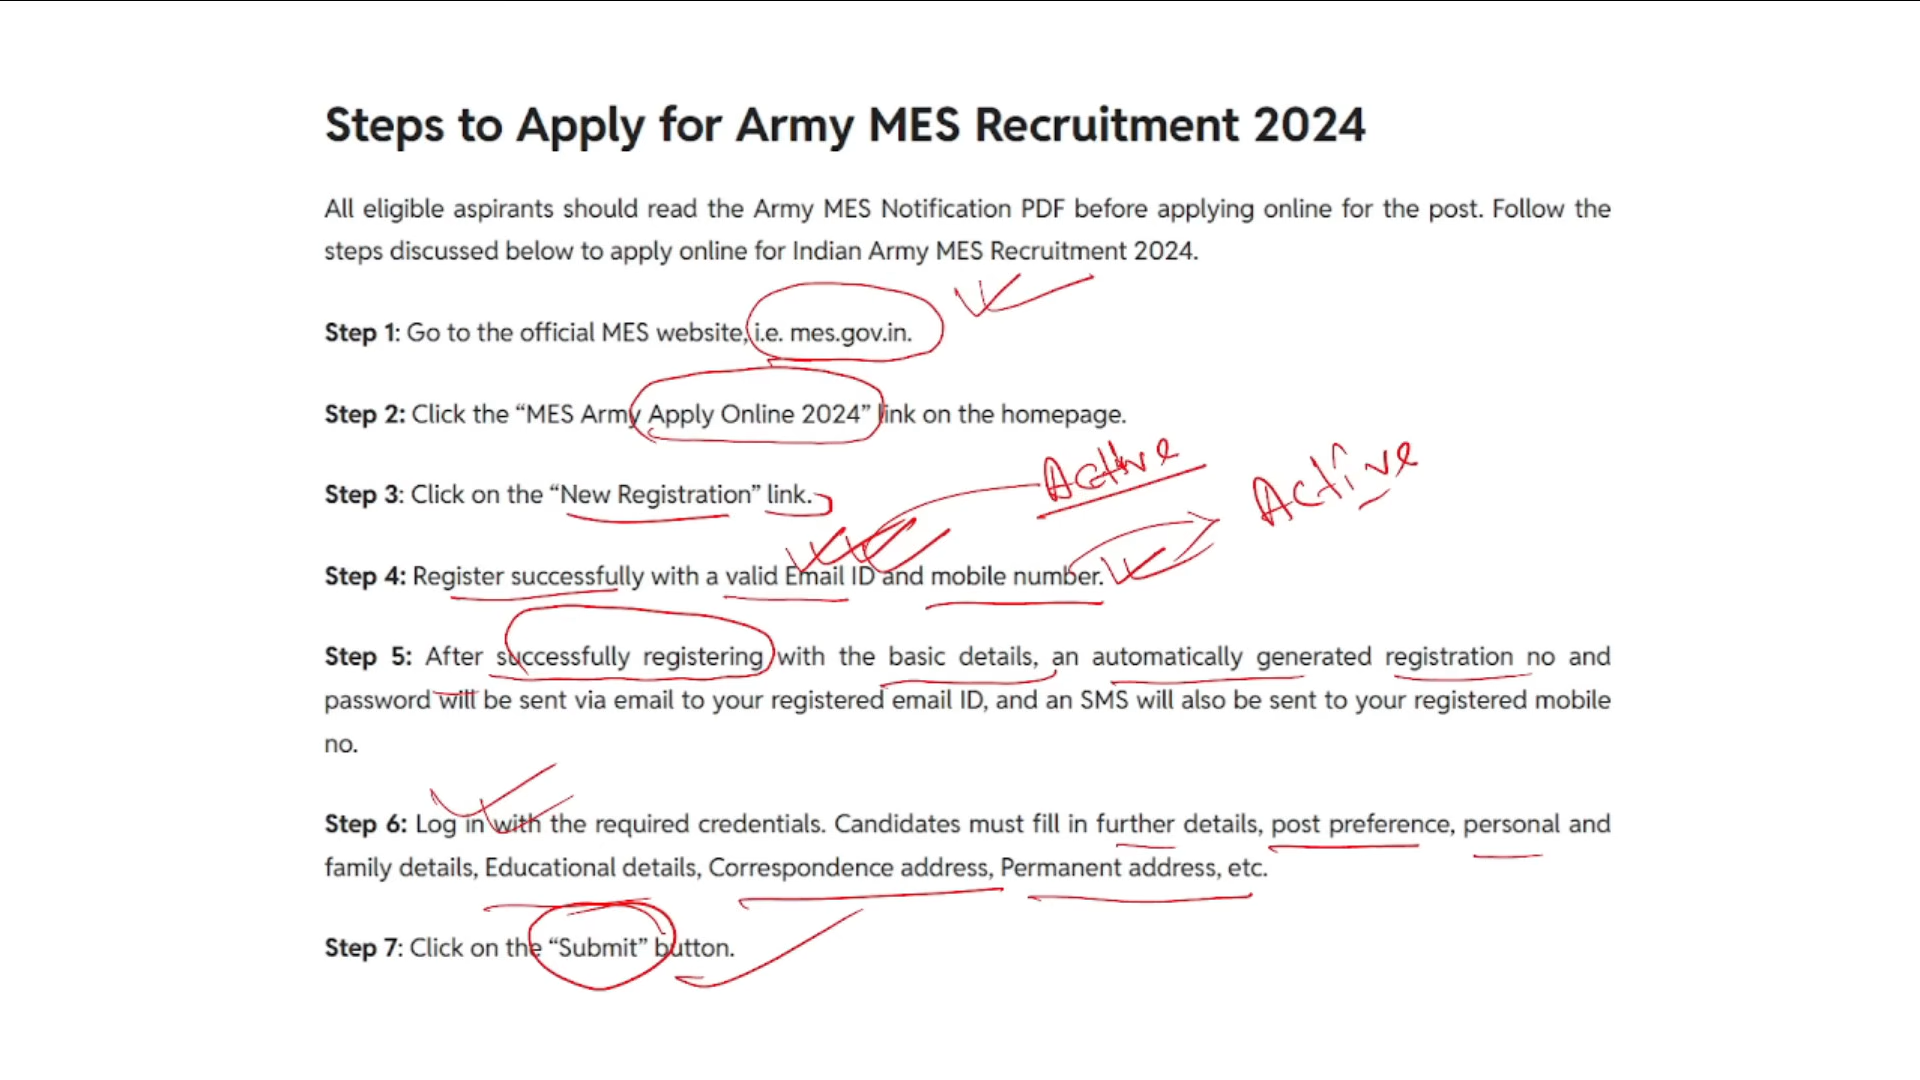 Steps to Apply for Army MES Recruitment 2024
All eligible aspirants should read the Army MES Notification PDF before applying online for the post. Follow the
steps discussed below to apply online for Indian Army MES Recruitment 2024.
Step 1: Go to the official MES website, i.e. mes.gov.in.
Step 2: Click the “MES Army Apply Online 2024” link on the homepage.
Active
Active
Step 3: Click on the “New Registration” link.
Step 4: Register successfully with a valid Email ID and mobile number.
Step 5: After successfully registering with the basic details, an automatically generated registration no and
password will be sent via email to your registered email ID, and an SMS will also be sent to your registered mobile
no.
Step 6: Log in with the required credentials. Candidates must fill in further details, post preference, personal and
family details, Educational details, Correspondence address, Permanent address, etc.
Step 7: Click on the “Submit” button.